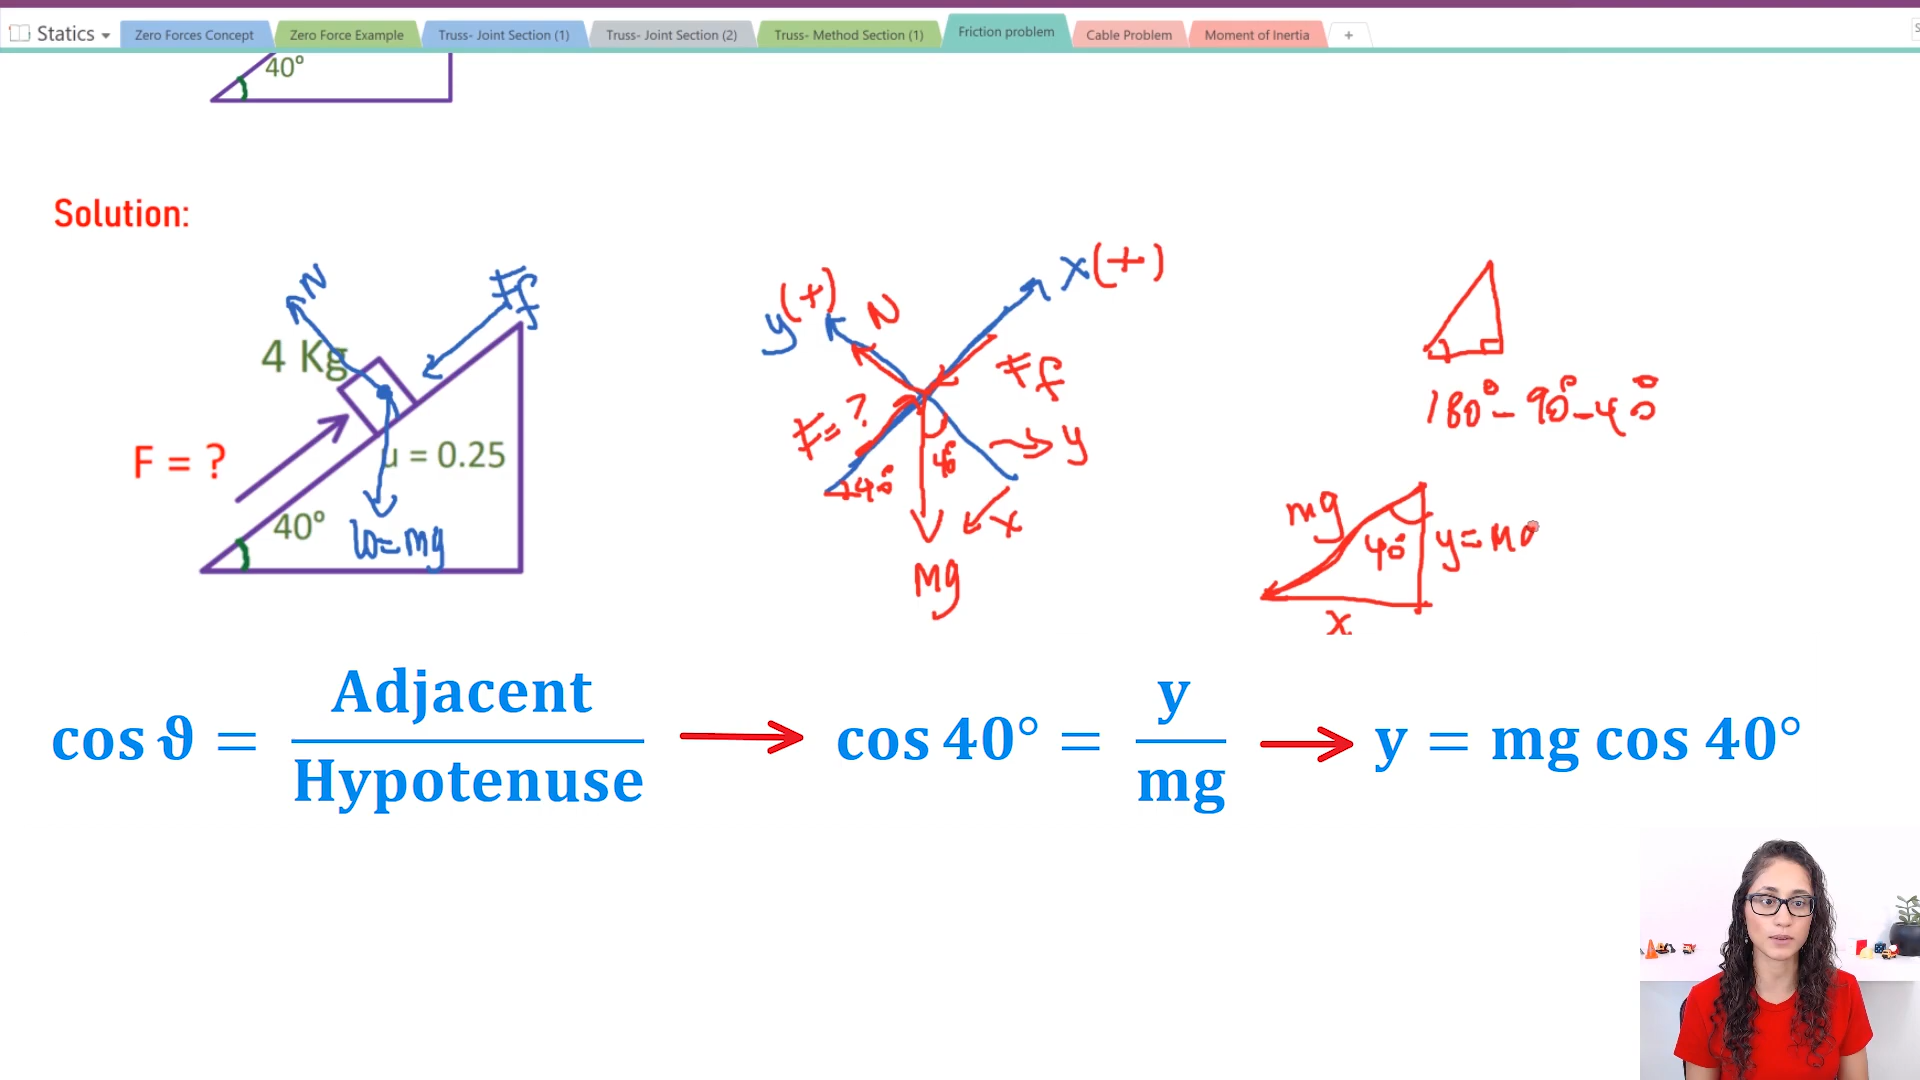 Statics
Zero Forces Concept
Zero Force Example
Truss- Joint Section (1)
Truss- Joint Section (2)
Truss- Method Section (1)
Friction problem
Cable Problem
Moment of Inertia
+
40°
Solution:
N
Ff
4 Kg
F = ?
u = 0.25
40°
W=mg
y(+)
N
x(+)
Ff
F=?
40°
40°
y
x
mg
180°-90°-40°
mg
40°
y=m
x
cos ϑ = Adjacent / Hypotenuse → cos 40° = y / mg → y = mg cos 40°